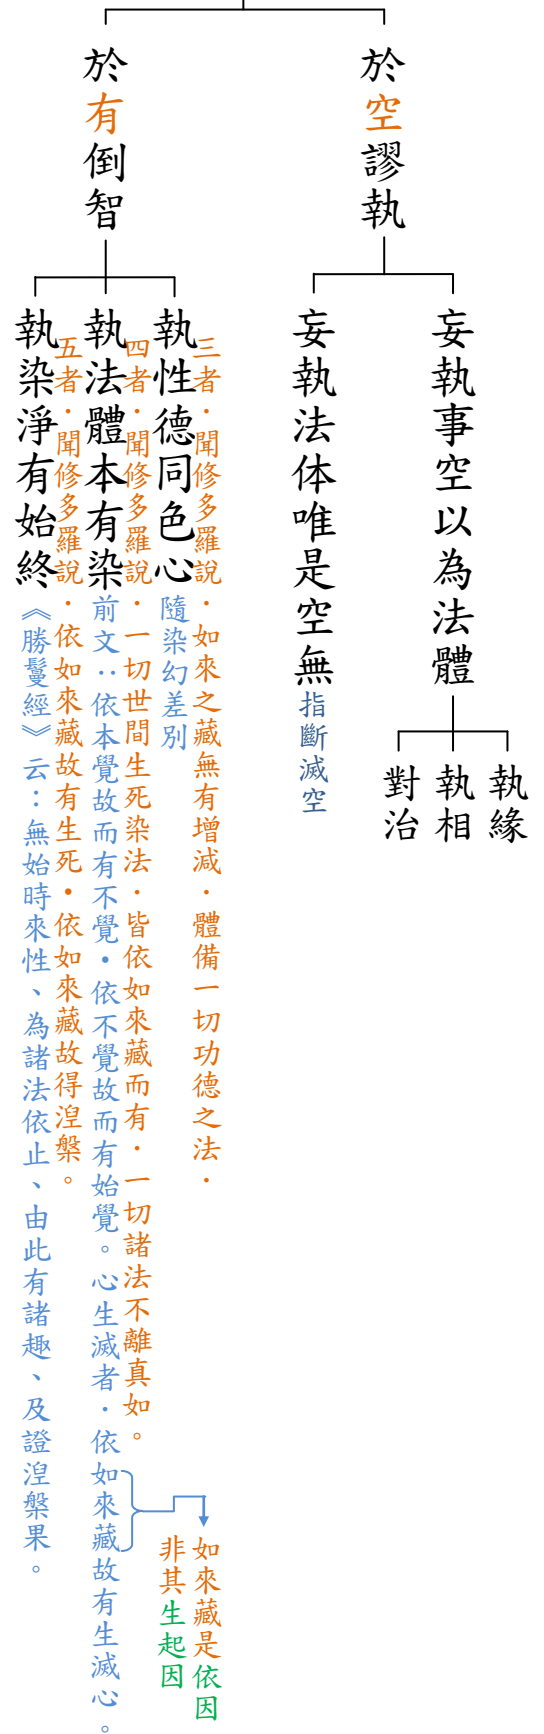 於空謬執
妄執事空以為法體
執緣
執相
對治
妄執法体唯是空無
指斷滅空
於有倒智
三者．聞修多羅說．如來之藏無有增減．體備一切功德之法．
執性德同色心
隨染幻差別
四者．聞修多羅說．一切世間生死染法．皆依如來藏而有．一切諸法不離真如。
執法體本有染
前文：依本覺故而有不覺‧依不覺故而有始覺。心生滅者．依如來藏故有生滅心。
如來藏是依因
非其生起因
五者．聞修多羅說．依如來藏故有生死‧依如來藏故得涅槃。
執染淨有始終
《勝鬘經》云：無始時來性、為諸法依止、由此有諸趣、及證涅槃果。